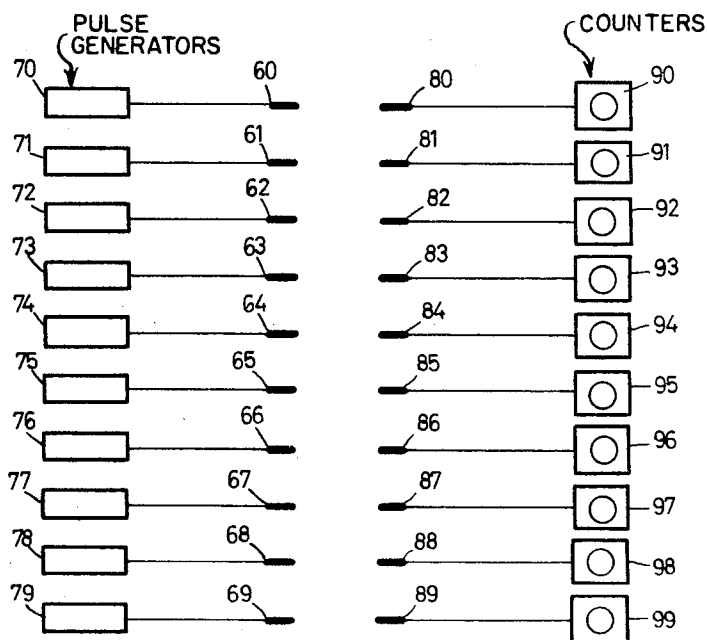 PULSE
GENERATORS
COUNTERS
70 60 80 90
71 61 81 91
72 62 82 92
73 63 83 93
74 64 84 94
75 65 85 95
76 66 86 96
77 67 87 97
78 68 88 98
79 69 89 99